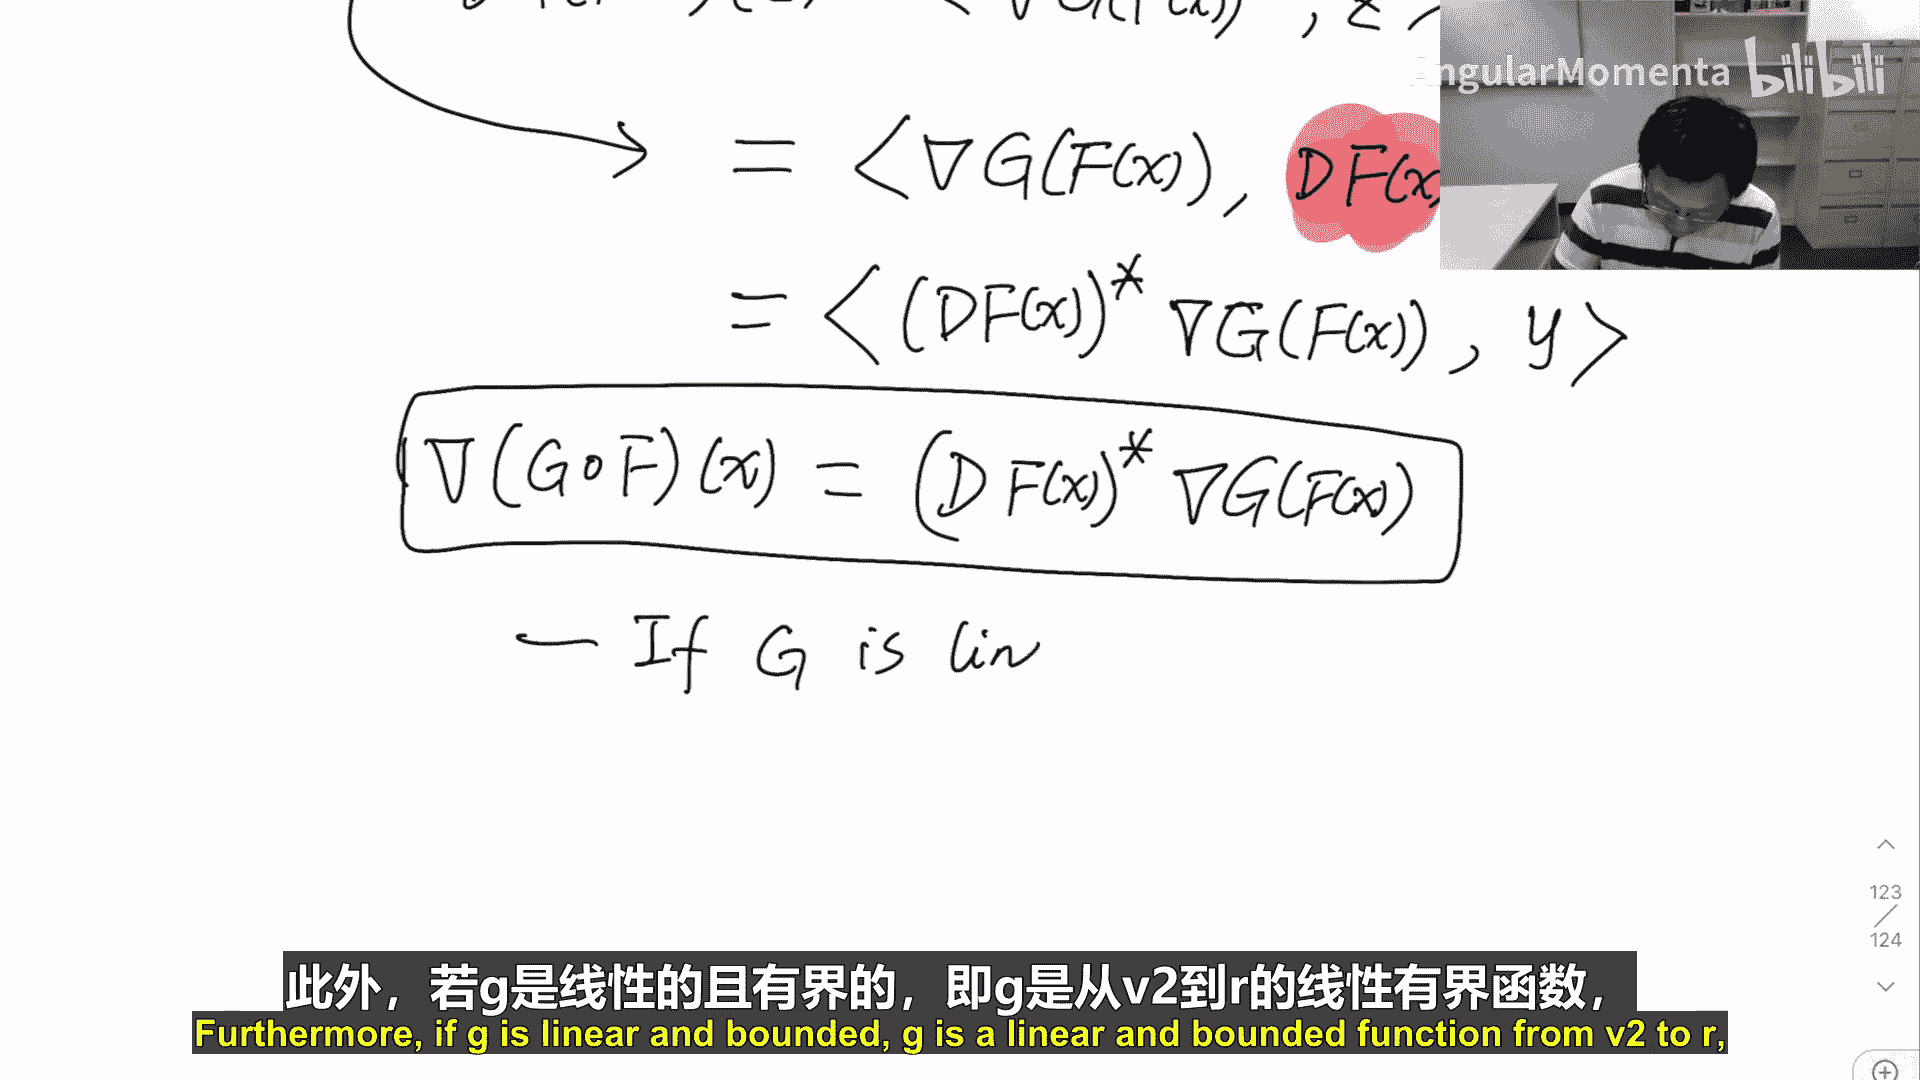 ngularMomenta bilibili
= <∇G(F(x)), DF(x)
= <(DF(x))* ∇G(F(x)), y>
∇(G∘F)(x) = (DF(x))* ∇G(F(x))
— If G is lin
123
/
124
此外，若g是线性的且有界的，即g是从v2到r的线性有界函数，
Furthermore, if g is linear and bounded, g is a linear and bounded function from v2 to r,